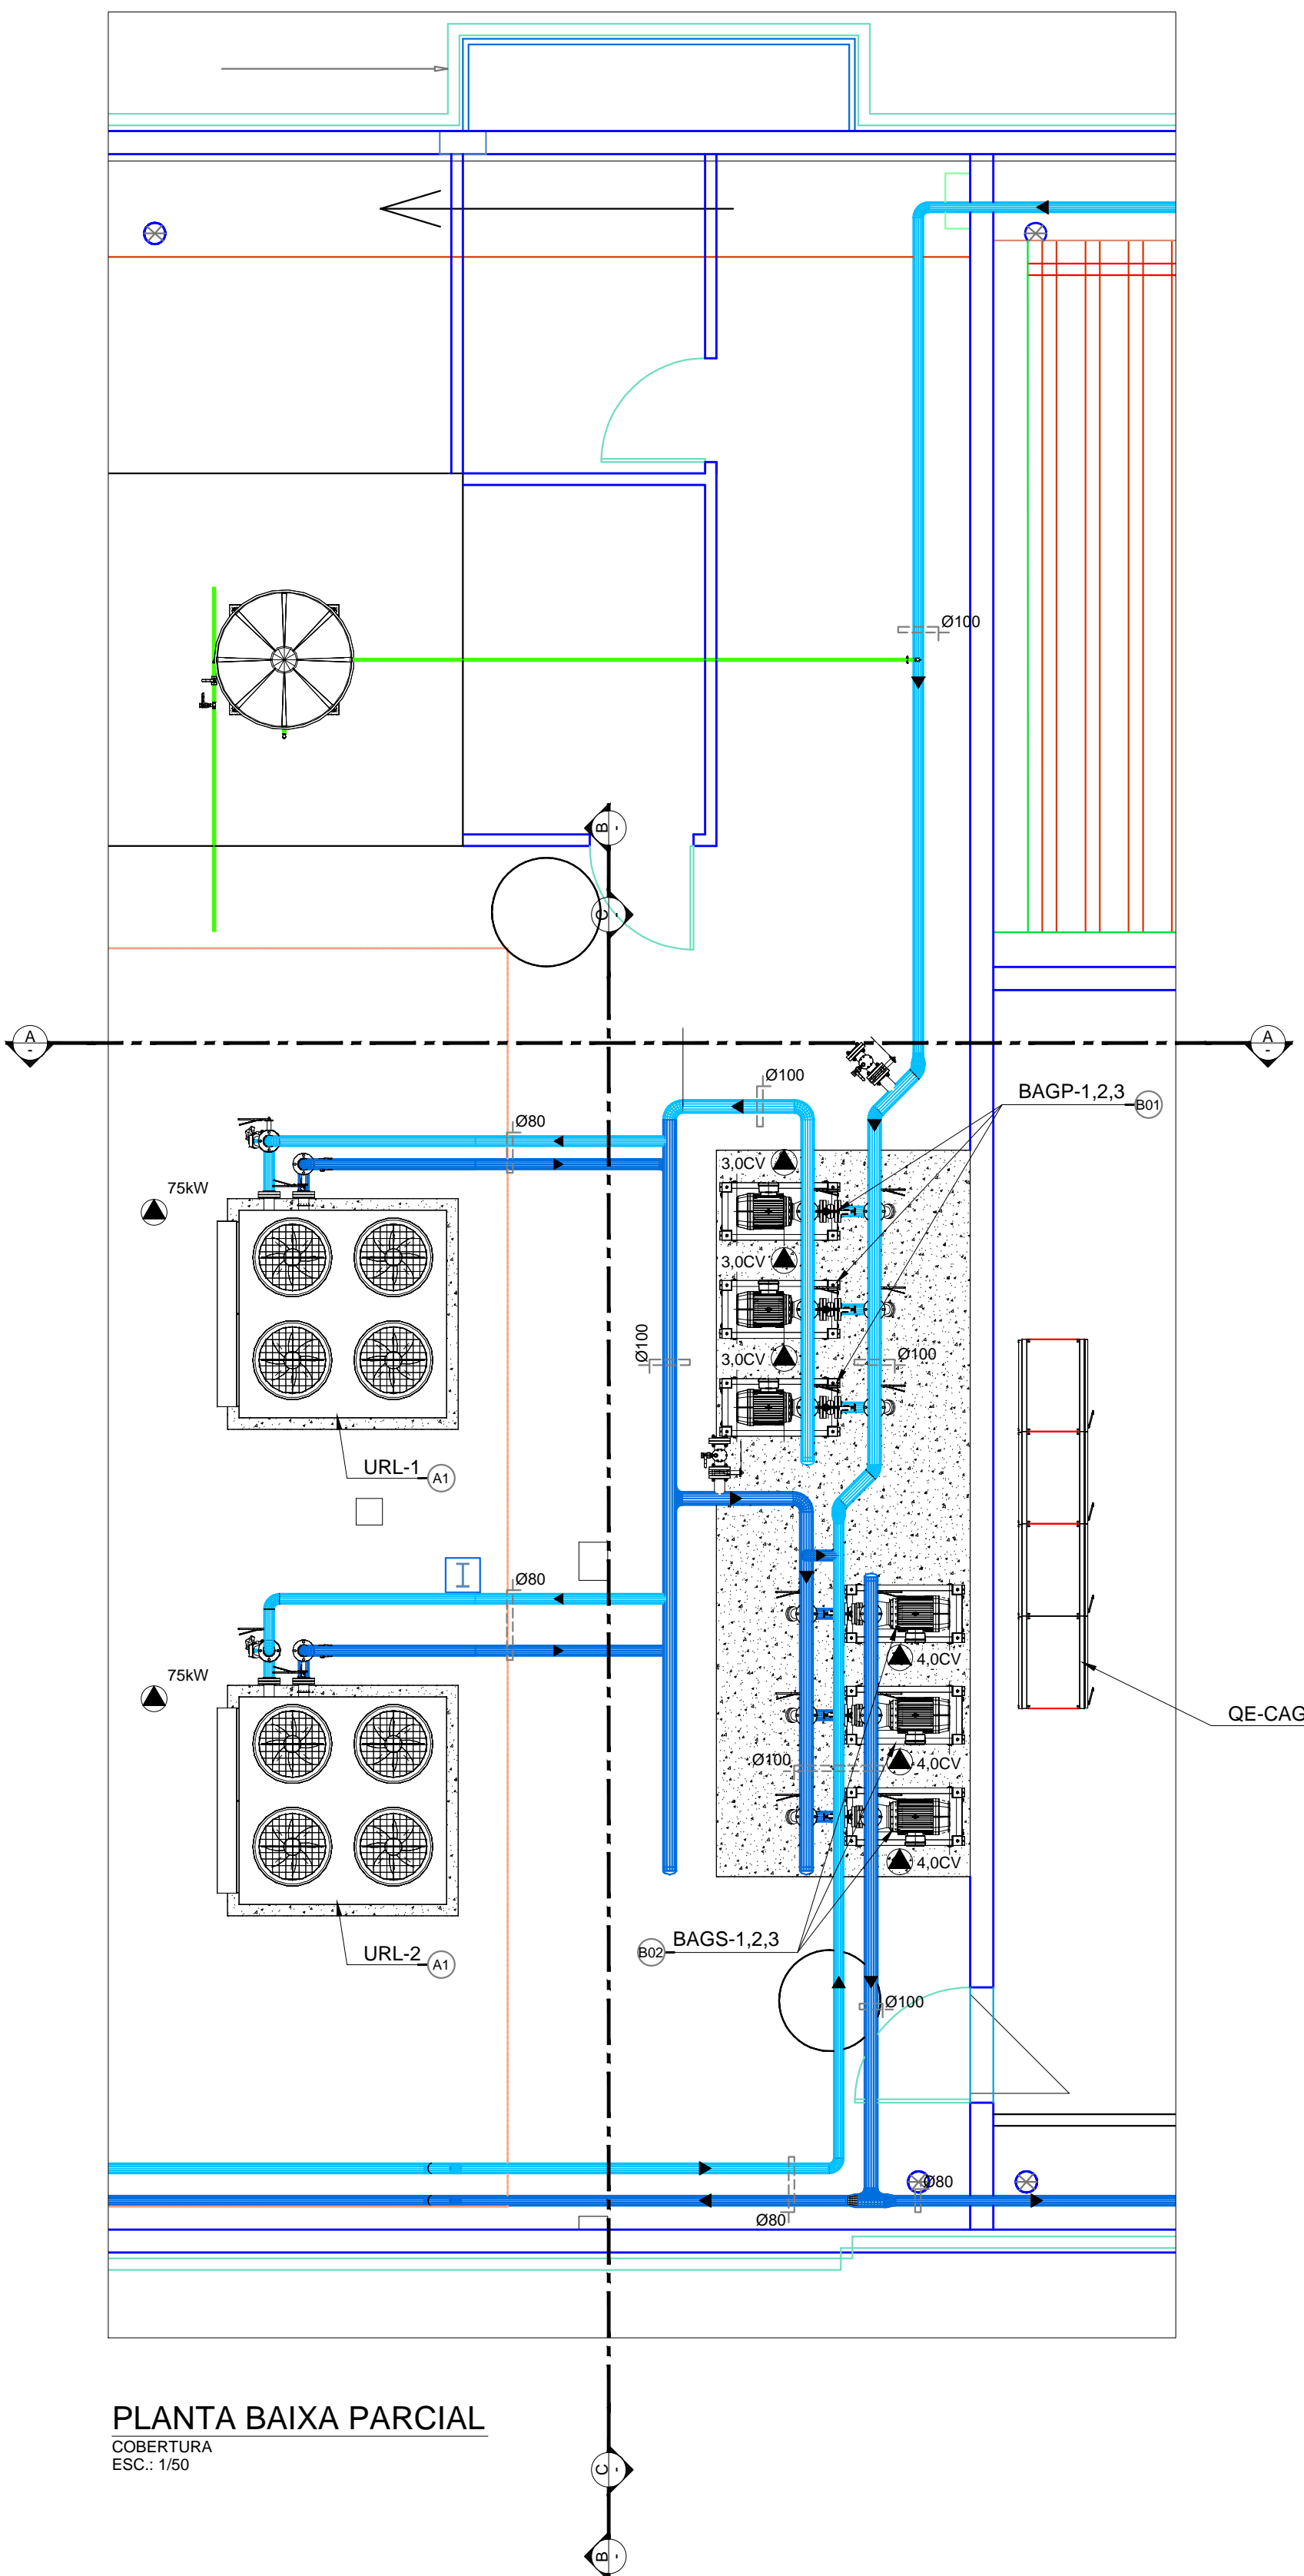 Ø100
B -
C -
A -
A -
Ø100
BAGP-1,2,3
B01
Ø80
3,0CV
75kW
3,0CV
Ø100
3,0CV
Ø100
URL-1
A1
Ø80
4,0CV
75kW
QE-CAG
Ø100
4,0CV
4,0CV
BAGS-1,2,3
B02
URL-2
A1
Ø100
Ø80
Ø80
PLANTA BAIXA PARCIAL
COBERTURA
ESC.: 1/50
C -
B -